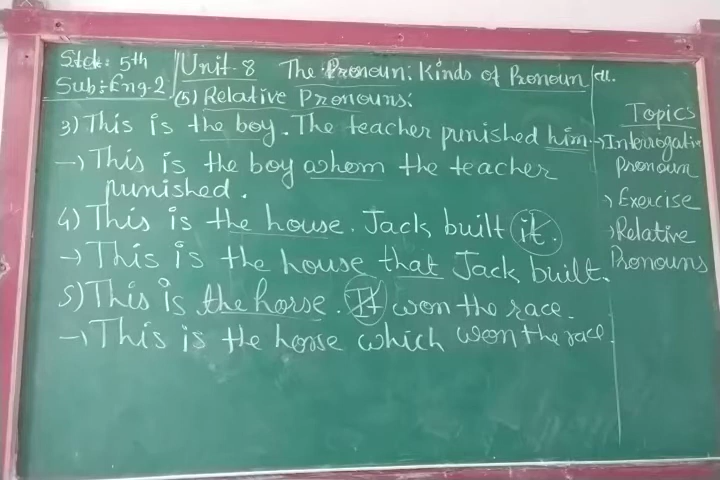 Std: 5th
Sub:-Eng-2.
Unit-8 The Pronoun: Kinds of Pronoun
(5) Relative Pronouns:
3) This is the boy. The teacher punished him.
→ This is the boy whom the teacher
punished.
4) This is the house. Jack built it.
→ This is the house that Jack built.
5) This is the horse. It won the race.
→ This is the horse which won the race.
Topics
→ Interrogative
Pronoun
→ Exercise
→ Relative
Pronouns